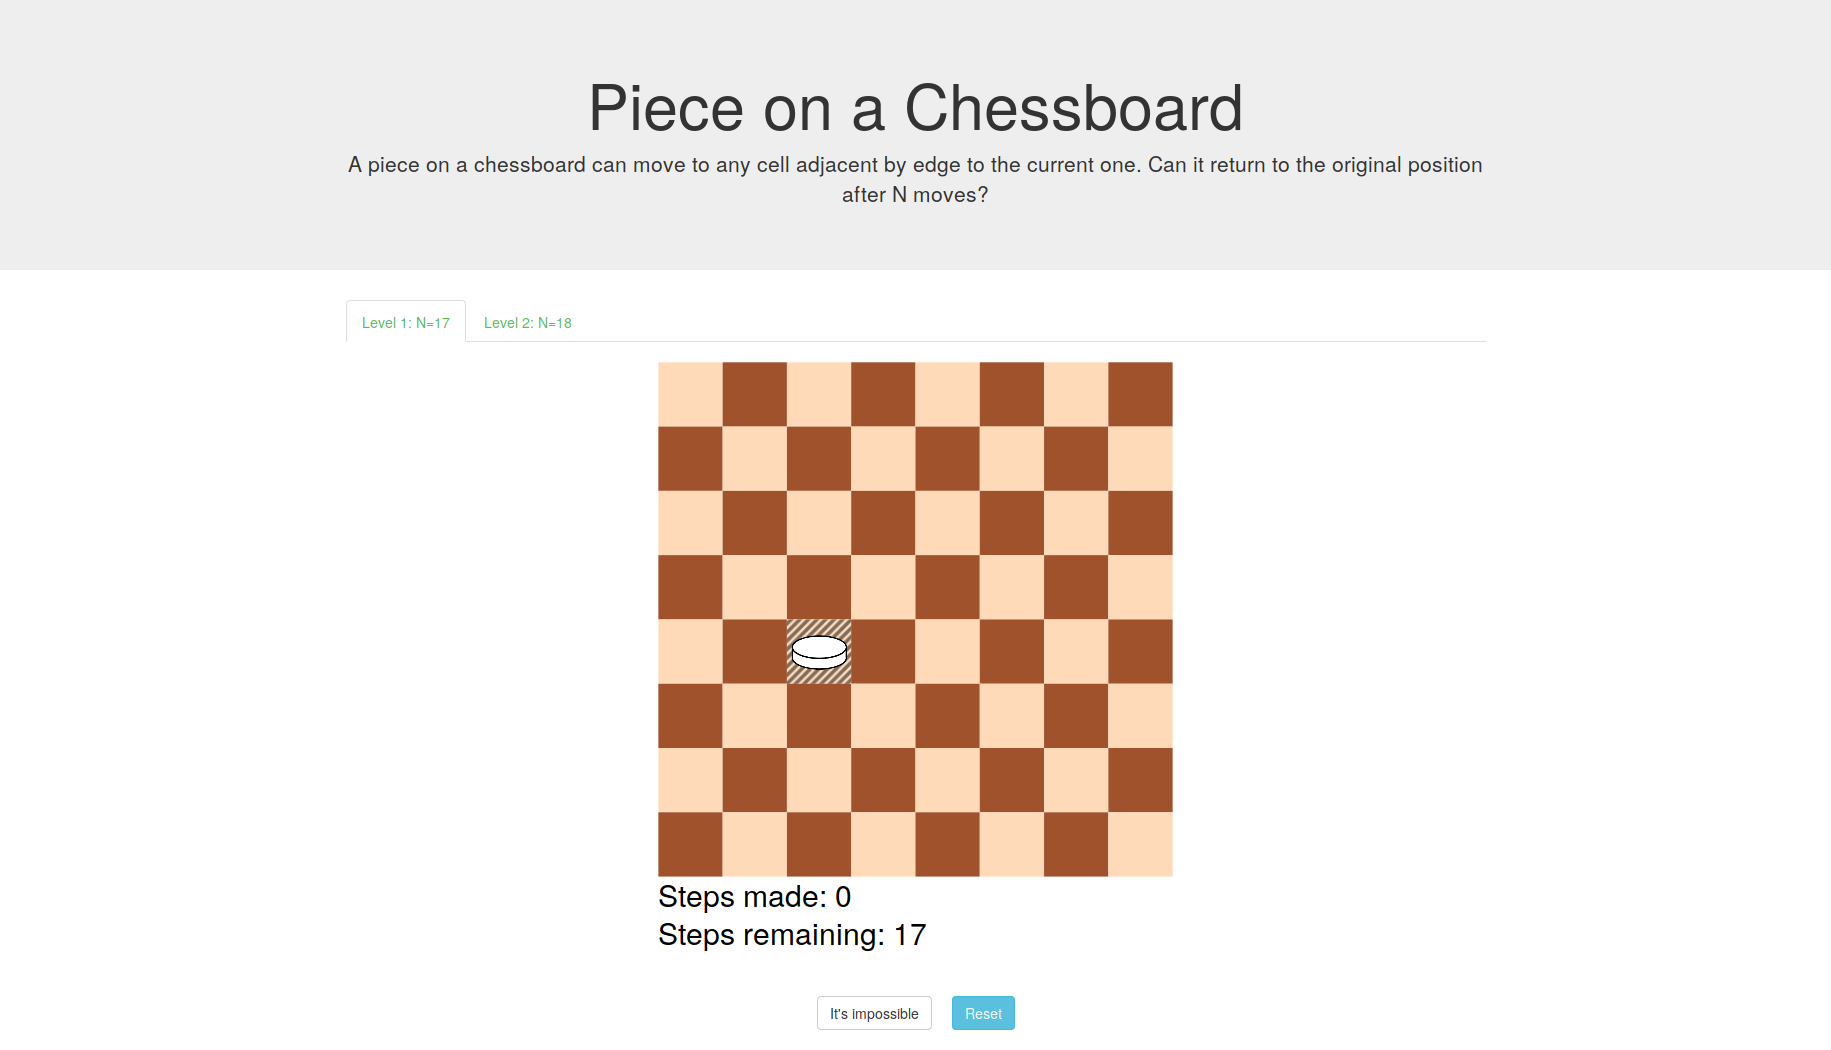 Piece on a Chessboard
A piece on a chessboard can move to any cell adjacent by edge to the current one. Can it return to the original position
after N moves?
Level 1: N=17
Level 2: N=18
Steps made: 0
Steps remaining: 17
It's impossible
Reset